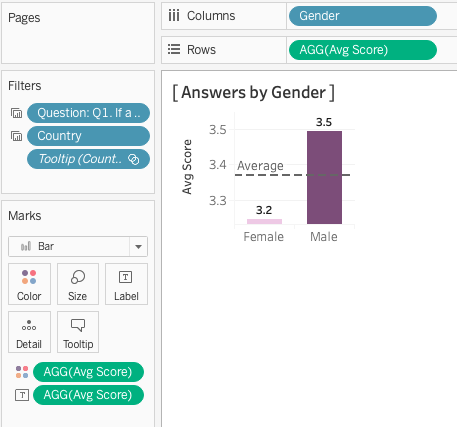 Pages
Columns
Gender
Rows
AGG(Avg Score)
Filters
Question: Q1. If a ..
Country
Tooltip (Count..
Marks
Bar
Color
Size
T
Label
Detail
Tooltip
AGG(Avg Score)
T
AGG(Avg Score)
[Answers by Gender]
Avg Score
3.5
3.4
3.3
Average
3.2
3.5
Female
Male